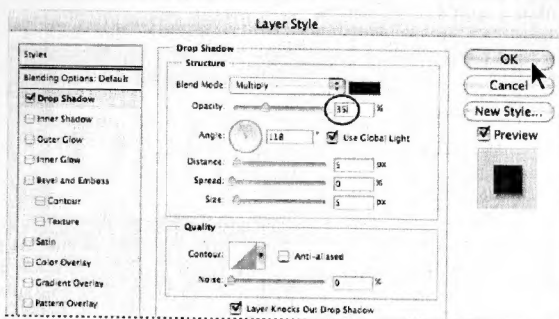 Layer Style
Styles
Blending Options: Default
Drop Shadow
Inner Shadow
Outer Glow
Inner Glow
Bevel and Emboss
Contour
Texture
Satin
Color Overlay
Gradient Overlay
Pattern Overlay
Drop Shadow
Structure
Blend Mode: Multiply
Opacity: 35 %
Angle: 118 ° Use Global Light
Distance: 5 px
Spread: 0 %
Size: 5 px
Quality
Contour: Anti-aliased
Noise: 0 %
Layer Knocks Out Drop Shadow
OK
Cancel
New Style...
Preview